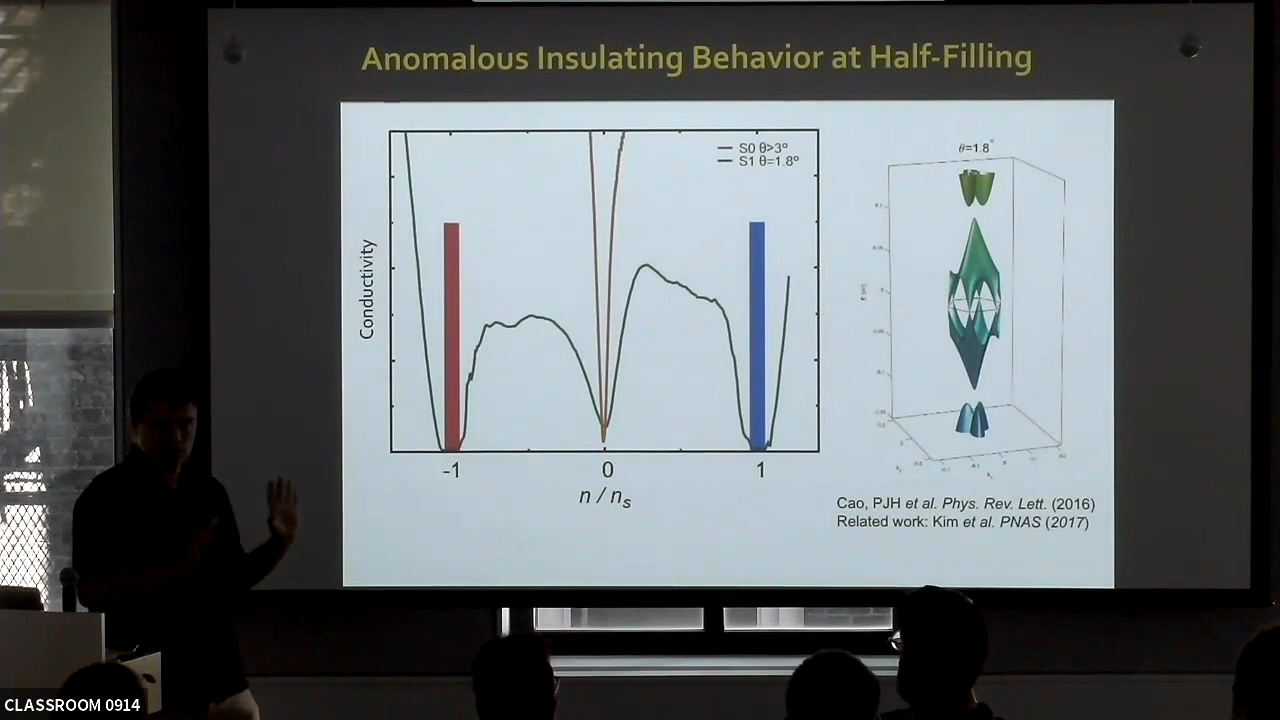 Anomalous Insulating Behavior at Half-Filling
S0 θ>3°
S1 θ=1.8°
Conductivity
-1 0 1
n / nₛ
θ=1.8°
Cao, PJH et al. Phys. Rev. Lett. (2016)
Related work: Kim et al. PNAS (2017)
CLASSROOM 0914